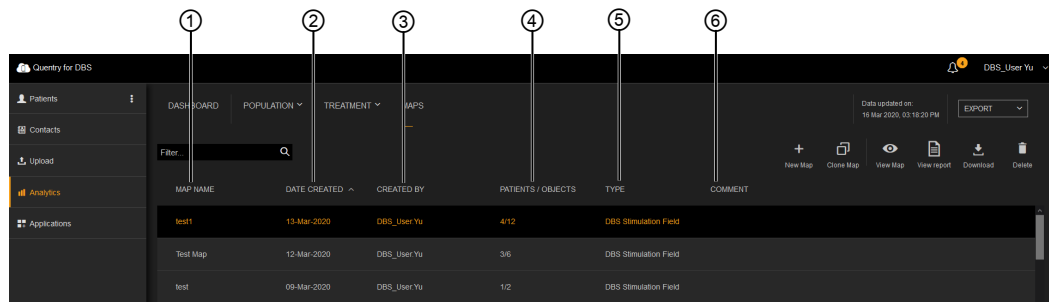 ① ② ③ ④ ⑤ ⑥
Quentry for DBS
4
DBS_User Yu
Patients
Contacts
Upload
Analytics
Applications
DASHBOARD POPULATION TREATMENT MAPS
Data updated on:
16 Mar 2020, 03:18:20 PM
EXPORT
Filter...
New Map Clone Map View Map View report Download Delete
MAP NAME DATE CREATED CREATED BY PATIENTS / OBJECTS TYPE COMMENT
test1 13-Mar-2020 DBS_User.Yu 4/12 DBS Stimulation Field
Test Map 12-Mar-2020 DBS_User.Yu 3/6 DBS Stimulation Field
test 09-Mar-2020 DBS_User.Yu 1/2 DBS Stimulation Field